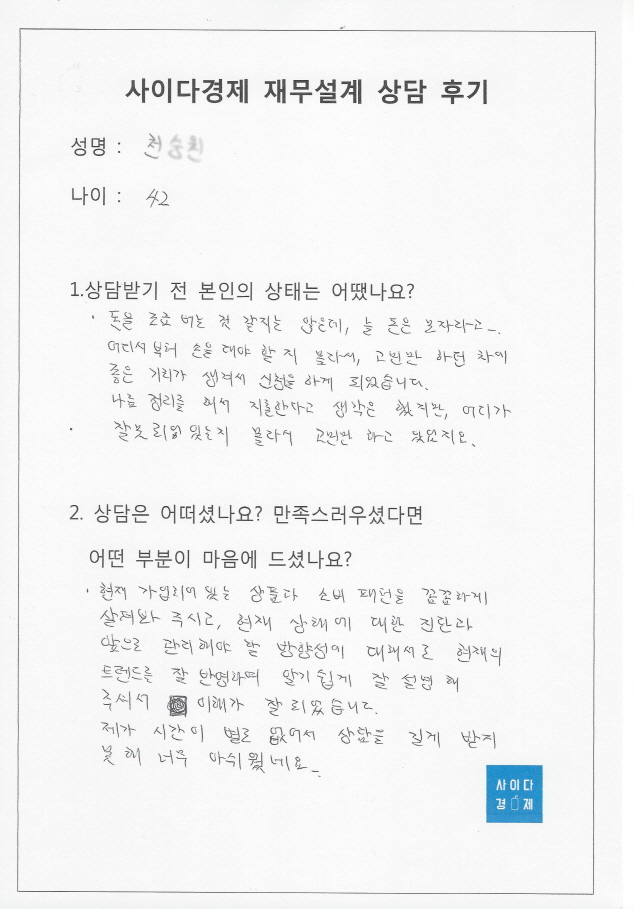 사이다경제 재무설계 상담 후기
성명 : 천
나이 : 42
1.상담받기 전 본인의 상태는 어땠나요?
· 돈을 조금 버는 것 같지는 않은데, 늘 돈은 모자라고_.
어디서부터 손을 대야 할 지 몰라서, 고민만 하던 차에
좋은 기회가 생겨서 신청을 하게 되었습니다.
나름 정리를 해서 지출한다고 생각은 했지만, 어디가
· 잘못 되어 있는지 몰라서 고민만 하고 있었지요.
2. 상담은 어떠셨나요? 만족스러우셨다면
어떤 부분이 마음에 드셨나요?
· 현재 가입되어 있는 상품과 소비 패턴을 꼼꼼하게
살펴봐 주시고, 현재 상태에 대한 진단과
앞으로 관리해야 할 방향성에 대해서도 현재의
트렌드를 잘 반영하며 알기 쉽게 잘 설명 해
주셔서 이해가 잘 되었습니다.
제가 시간이 별로 없어서 상담을 길게 받지
못 해 너무 아쉬웠네요_.
사이다
경제